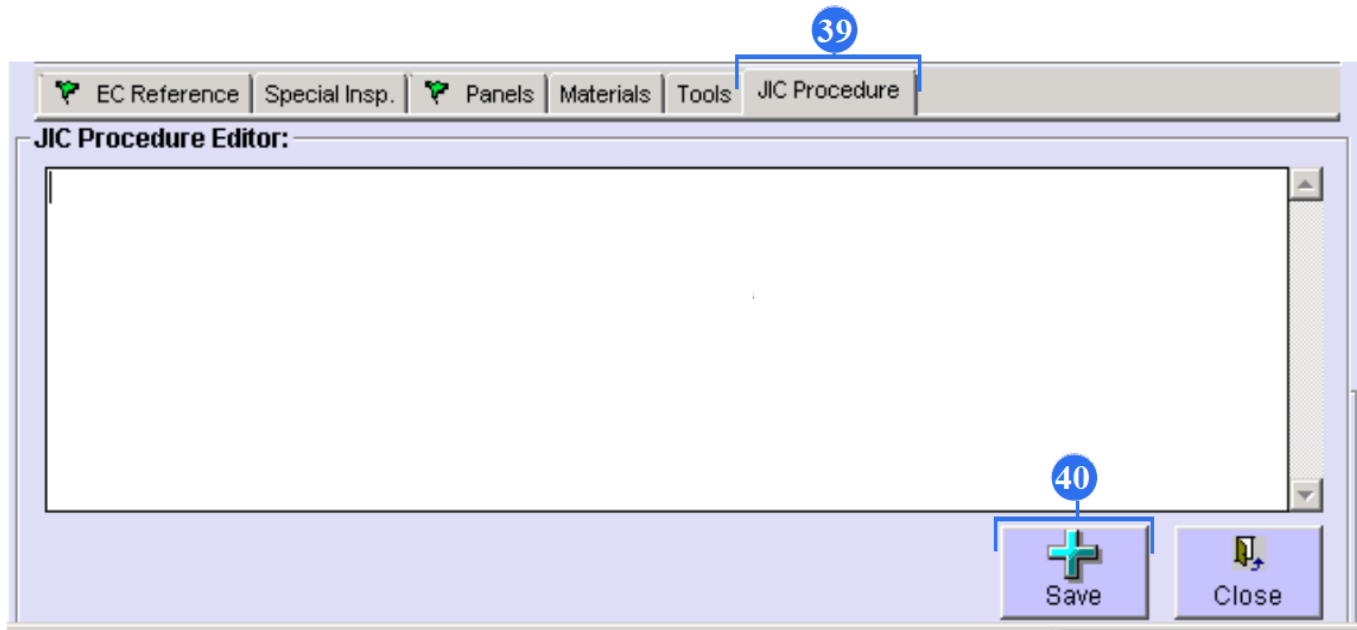 39
EC Reference Special Insp. Panels Materials Tools JIC Procedure
JIC Procedure Editor:
40
Save Close